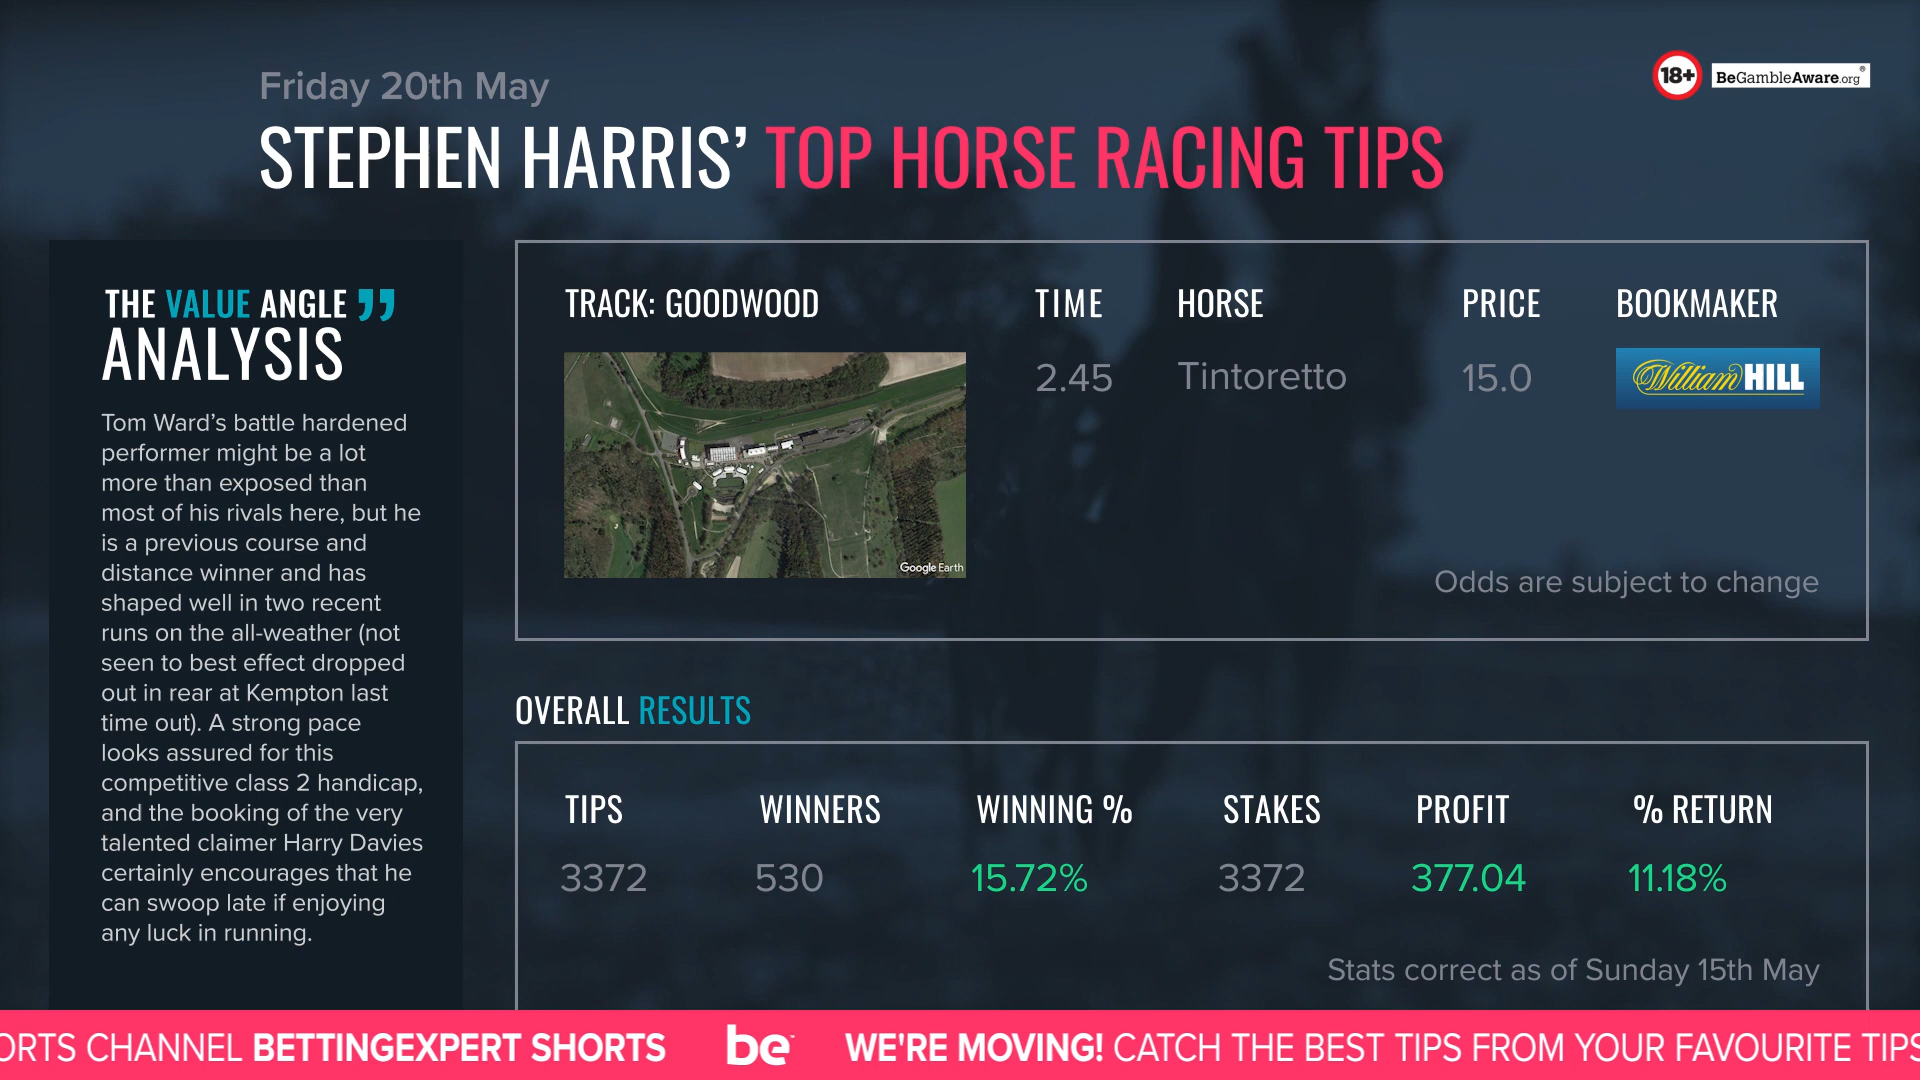 Friday 20th May
STEPHEN HARRIS’ TOP HORSE RACING TIPS
18+
BeGambleAware.org®
THE VALUE ANGLE ”
ANALYSIS
Tom Ward’s battle hardened
performer might be a lot
more than exposed than
most of his rivals here, but he
is a previous course and
distance winner and has
shaped well in two recent
runs on the all-weather (not
seen to best effect dropped
out in rear at Kempton last
time out). A strong pace
looks assured for this
competitive class 2 handicap,
and the booking of the very
talented claimer Harry Davies
certainly encourages that he
can swoop late if enjoying
any luck in running.
TRACK: GOODWOOD TIME HORSE PRICE BOOKMAKER
2.45 Tintoretto 15.0 William HILL
Google Earth
Odds are subject to change
OVERALL RESULTS
TIPS WINNERS WINNING % STAKES PROFIT % RETURN
3372 530 15.72% 3372 377.04 11.18%
Stats correct as of Sunday 15th May
ORTS CHANNEL BETTINGEXPERT SHORTS be WE'RE MOVING! CATCH THE BEST TIPS FROM YOUR FAVOURITE TIPS